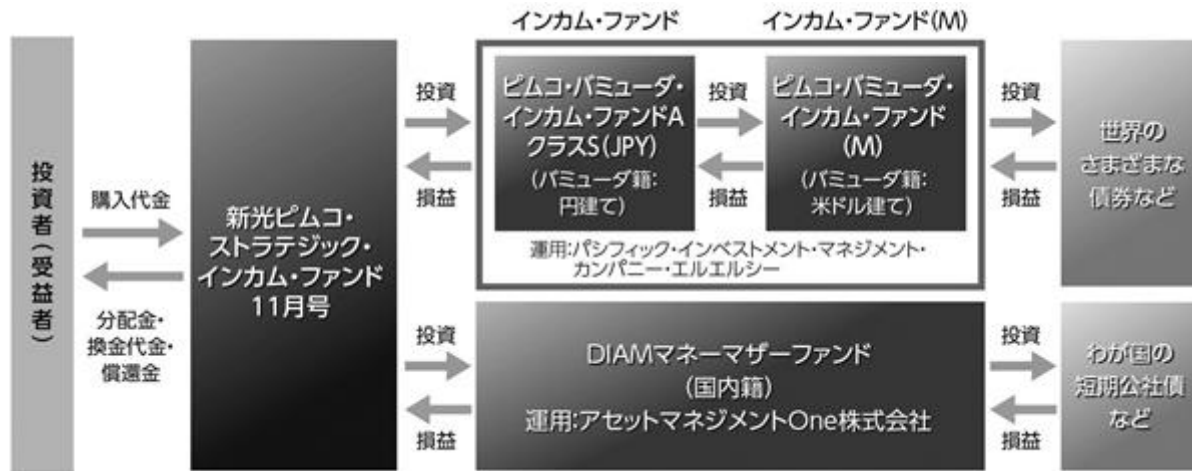 投資者(受益者)
購入代金
分配金・
換金代金・
償還金
新光ピムコ・
ストラテジック・
インカム・ファンド
11月号
投資
損益
インカム・ファンド
インカム・ファンド(M)
ピムコ・バミューダ・
インカム・ファンドA
クラスS(JPY)
(バミューダ籍:
円建て)
投資
損益
ピムコ・バミューダ・
インカム・ファンド
(M)
(バミューダ籍:
米ドル建て)
運用:パシフィック・インベストメント・マネジメント・
カンパニー・エルエルシー
投資
損益
世界の
さまざまな
債券など
投資
損益
DIAMマネーマザーファンド
(国内籍)
運用:アセットマネジメントOne株式会社
投資
損益
わが国の
短期公社債
など